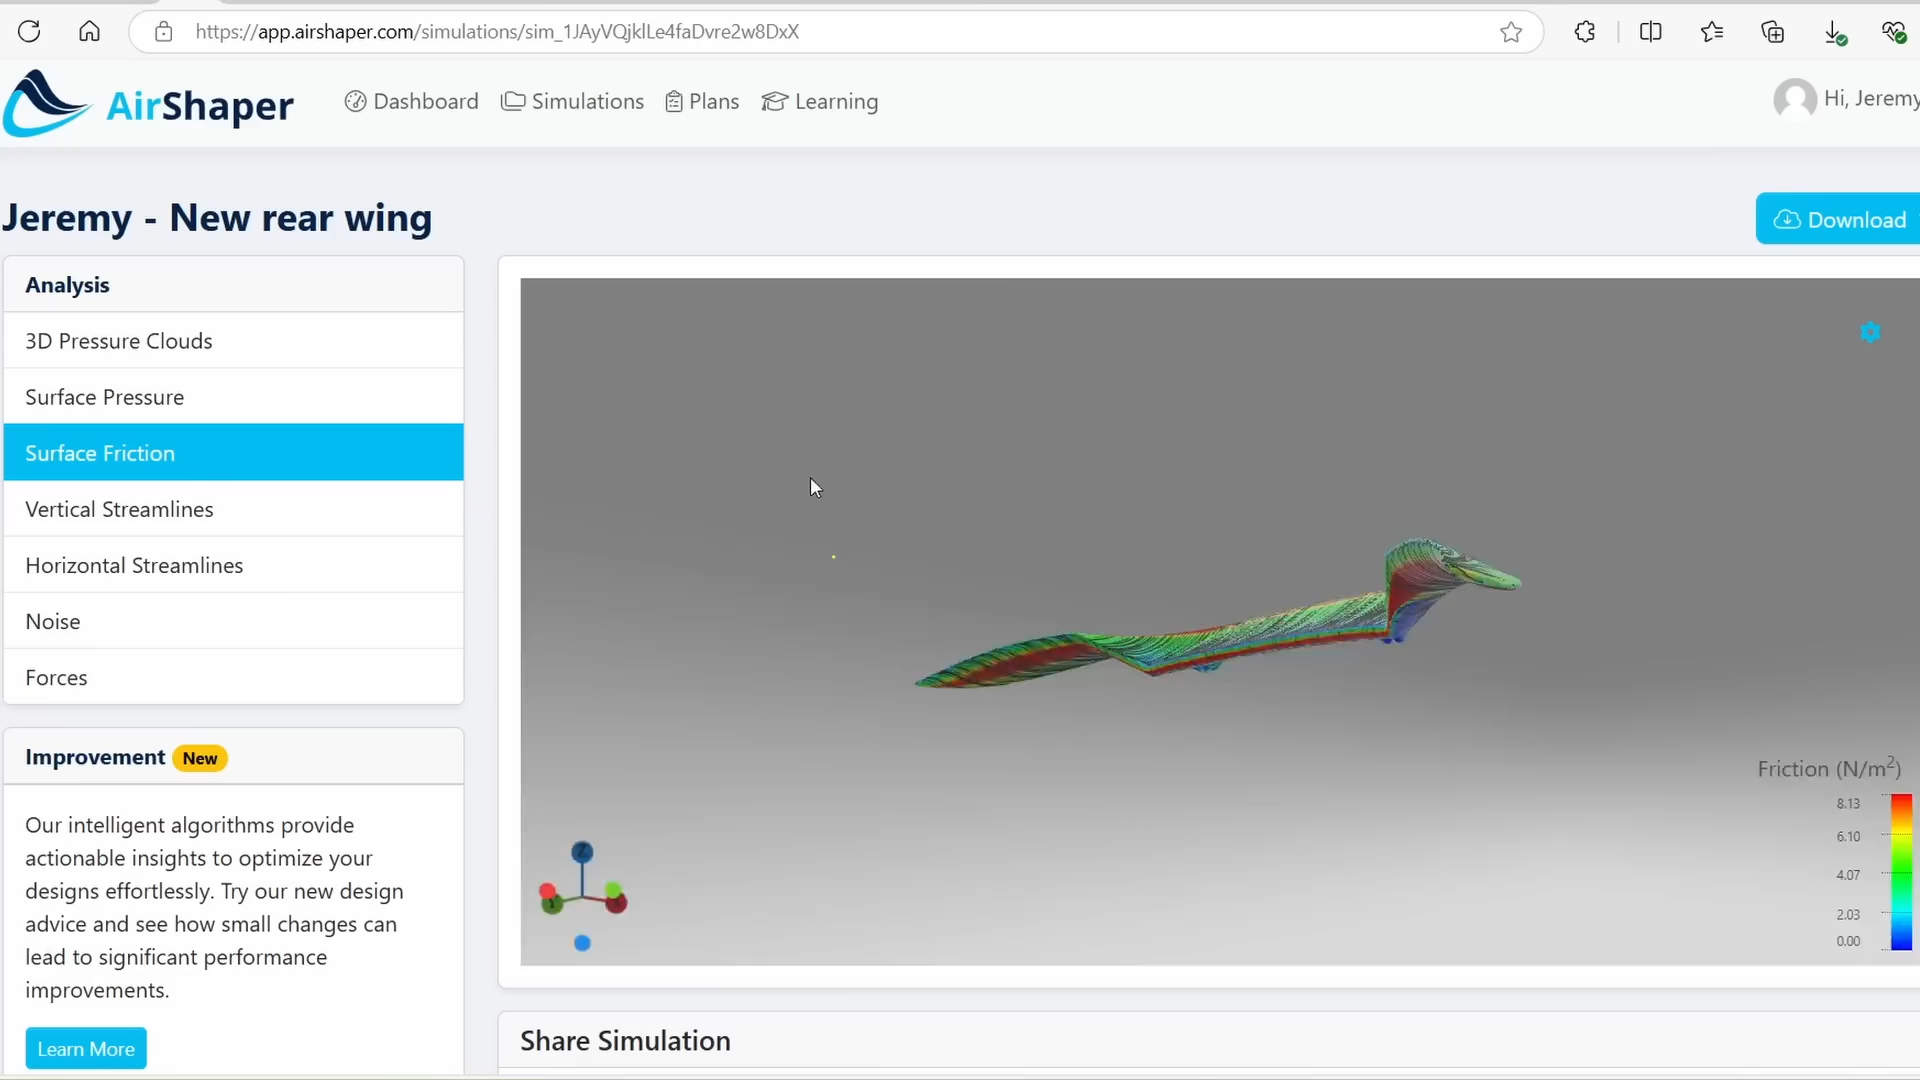 https://app.airshaper.com/simulations/sim_1JAyVQjklLe4faDvre2w8DxX
AirShaper
Dashboard
Simulations
Plans
Learning
Hi, Jeremy
Jeremy - New rear wing
Download
Analysis
3D Pressure Clouds
Surface Pressure
Surface Friction
Vertical Streamlines
Horizontal Streamlines
Noise
Forces
Improvement New
Our intelligent algorithms provide
actionable insights to optimize your
designs effortlessly. Try our new design
advice and see how small changes can
lead to significant performance
improvements.
Learn More
Z
Y
Friction (N/m²)
8.13
6.10
4.07
2.03
0.00
Share Simulation